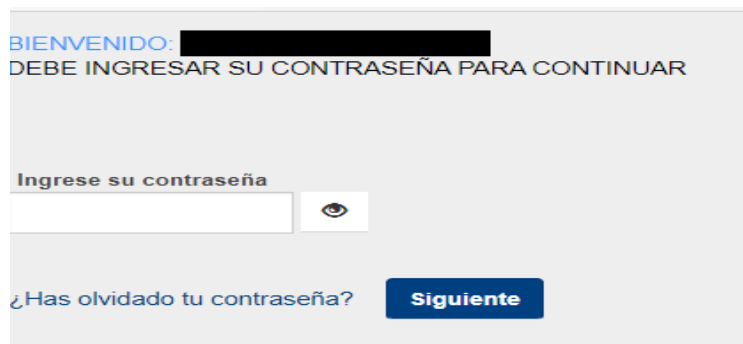 BIENVENIDO:
DEBE INGRESAR SU CONTRASEÑA PARA CONTINUAR
Ingrese su contraseña
¿Has olvidado tu contraseña? Siguiente